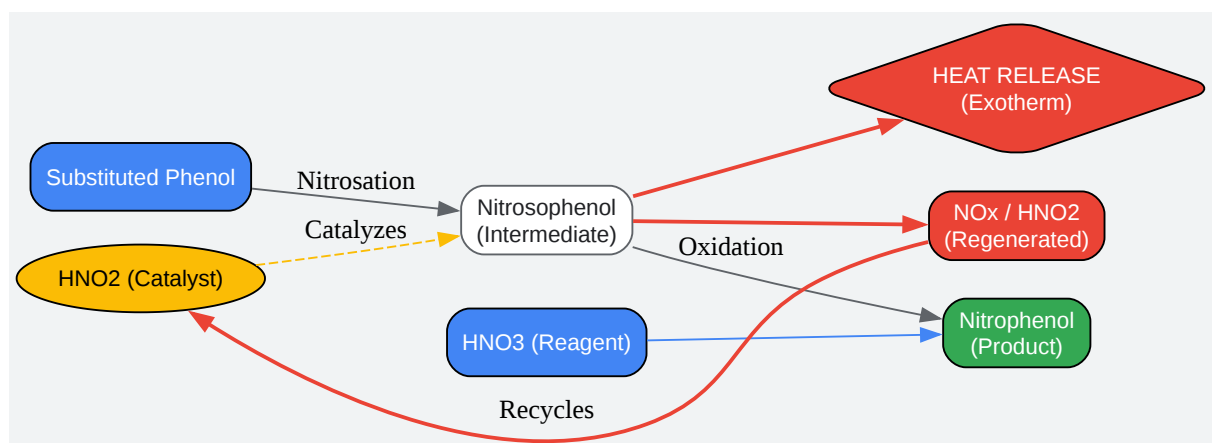 HEAT RELEASE
(Exotherm)
Substituted Phenol
Nitrosation
Nitrosophenol
(Intermediate)
NOx / HNO2
(Regenerated)
Catalyzes
Oxidation
HNO2 (Catalyst)
HNO3 (Reagent)
Nitrophenol
(Product)
Recycles